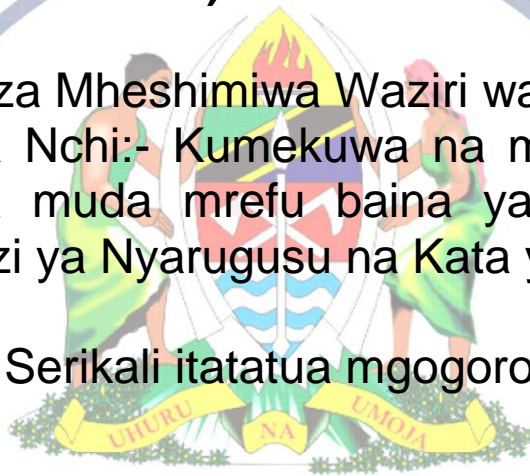 za Mheshimiwa Waziri wa
Nchi:- Kumekuwa na m
muda mrefu baina ya
zi ya Nyarugusu na Kata y
Serikali itatatua mgogoro
UHURU NA UMOJA